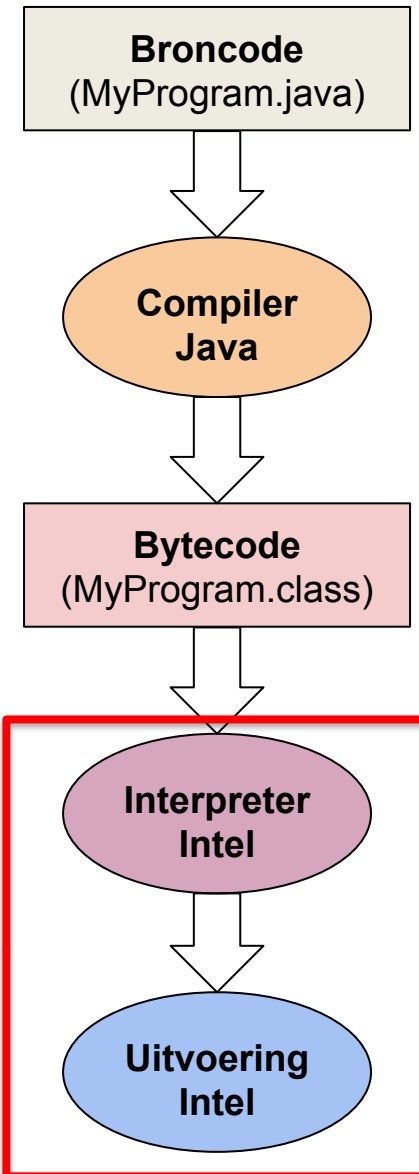 Broncode
(MyProgram.java)
Compiler
Java
Bytecode
(MyProgram.class)
Interpreter
Intel
Uitvoering
Intel